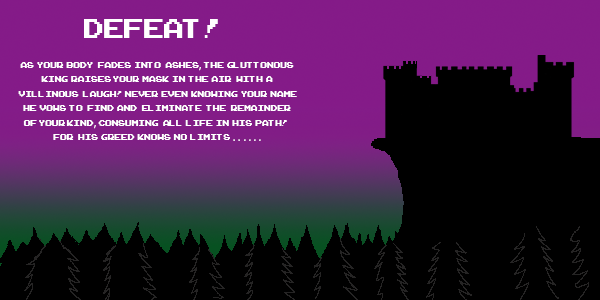 DEFEAT!
AS YOUR BODY FADES INTO ASHES, THE GLUTTONOUS
KING RAISES YOUR MASK IN THE AIR WITH A
VILLINOUS LAUGH! NEVER EVEN KNOWING YOUR NAME
HE VOWS TO FIND AND ELIMINATE THE REMAINDER
OF YOUR KIND, CONSUMING ALL LIFE IN HIS PATH!
FOR HIS GREED KNOWS NO LIMITS......